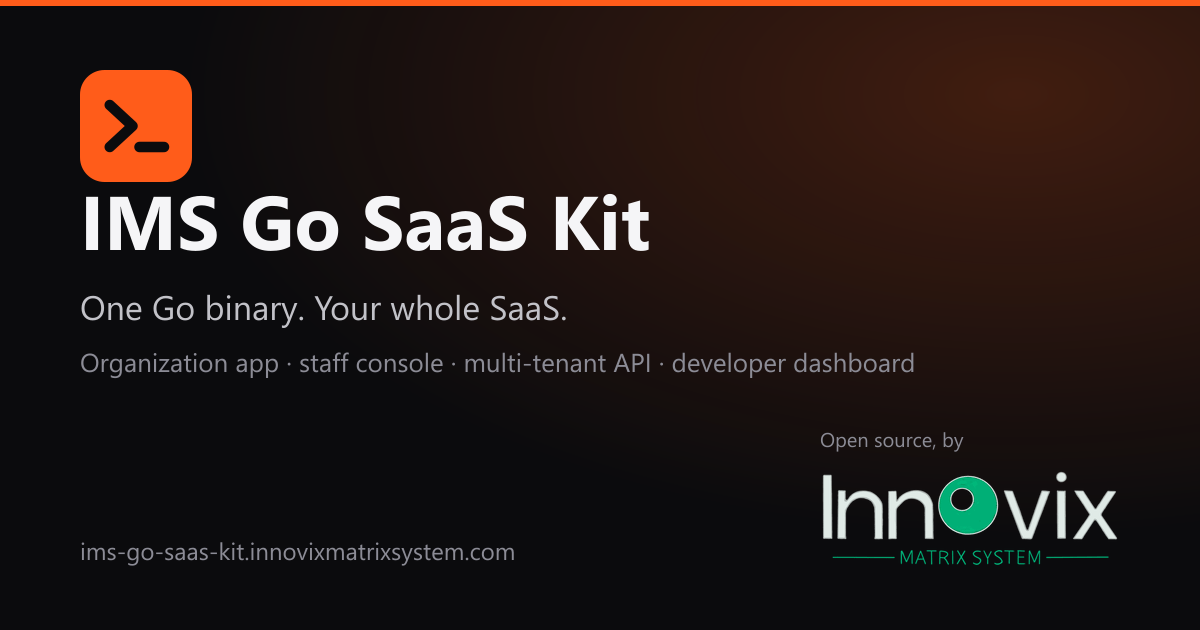 IMS Go SaaS Kit
One Go binary. Your whole SaaS.
Organization app · staff console · multi-tenant API · developer dashboard
Open source, by
Innovix
MATRIX SYSTEM
ims-go-saas-kit.innovixmatrixsystem.com